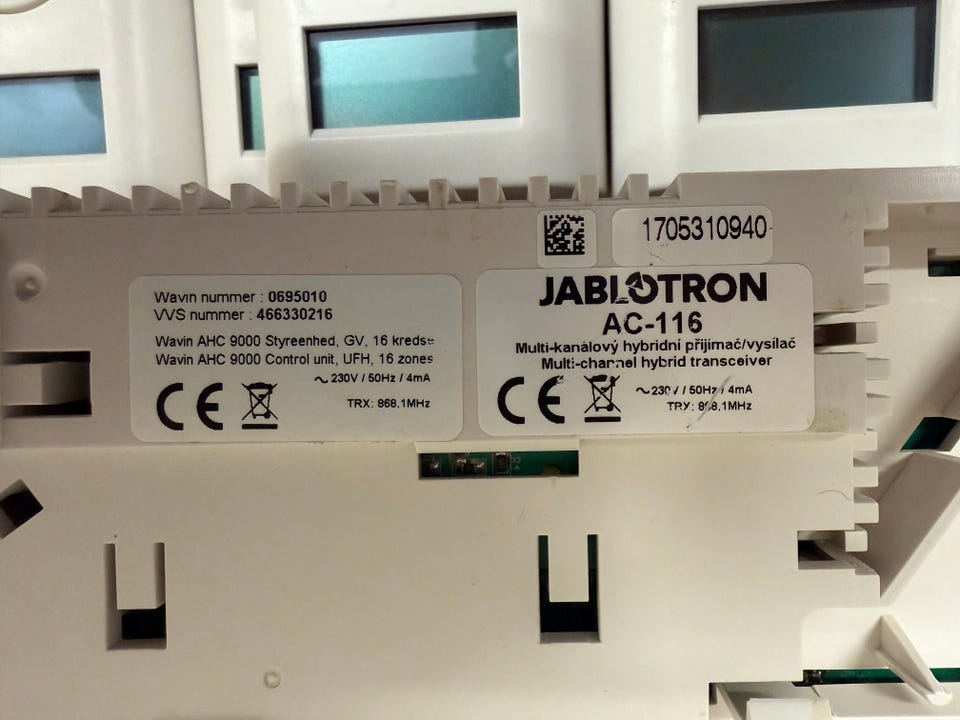 1705310940
Wavin nummer : 0695010
VVS nummer : 466330216
Wavin AHC 9000 Styreenhed, GV, 16 kredse
Wavin AHC 9000 Control unit, UFH, 16 zones
CE
~ 230V / 50Hz / 4mA
TRX: 868.1MHz
JABLOTRON
AC-116
Multi-kanálový hybridní přijímač/vysílač
Multi-channel hybrid transceiver
CE
~ 230V / 50Hz / 4mA
TRX: 868.1MHz